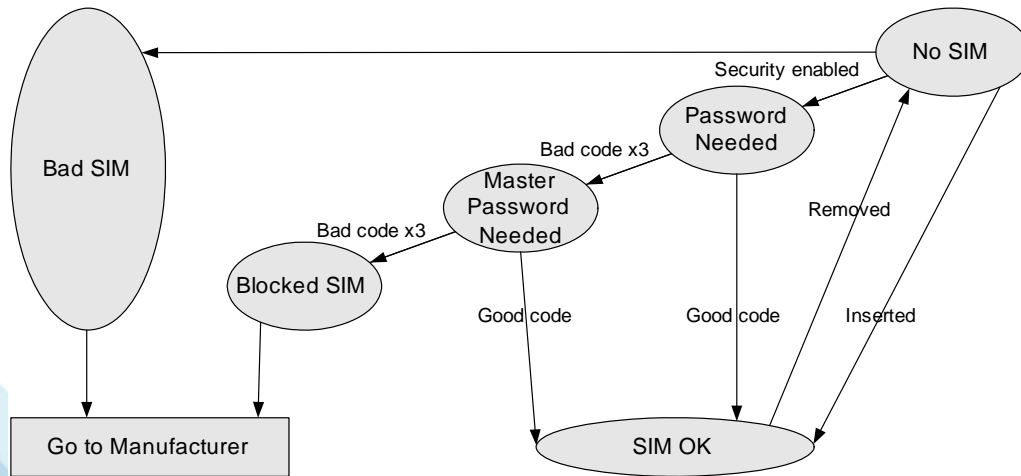 No SIM
Security enabled
Password
Needed
Bad SIM
Bad code x3
Master
Password
Needed
Removed
Bad code x3
Blocked SIM
Good code
Good code
Inserted
Go to Manufacturer
SIM OK